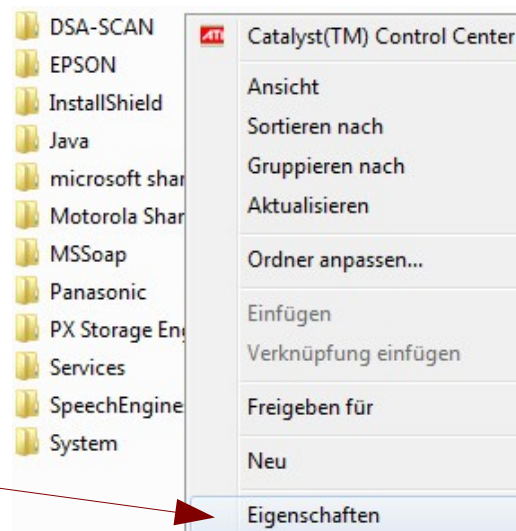 DSA-SCAN
EPSON
InstallShield
Java
microsoft shar
Motorola Shar
MSSoap
Panasonic
PX Storage Eng
Services
SpeechEngine
System
ATI Catalyst(TM) Control Center
Ansicht
Sortieren nach
Gruppieren nach
Aktualisieren
Ordner anpassen...
Einfügen
Verknüpfung einfügen
Freigeben für
Neu
Eigenschaften